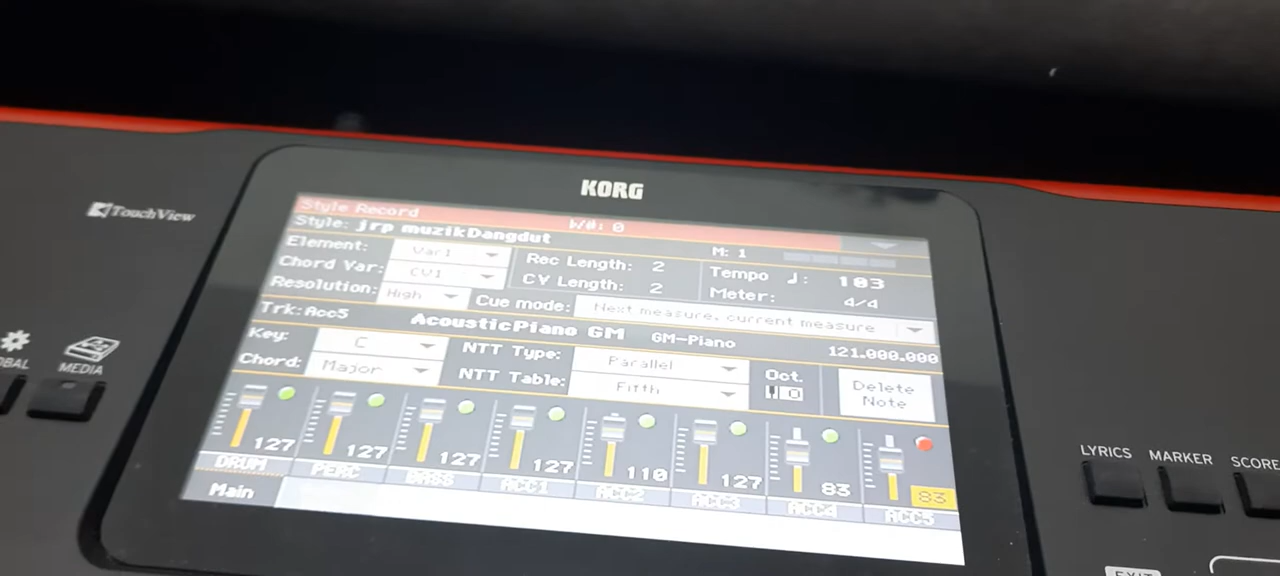 KORG
TouchView
Style Record
b/#: 0
Style: jrp muzikDangdut
M: 1
Element: Var1
Rec Length: 2
Tempo ♩: 103
Chord Var: CV1
CV Length: 2
Meter: 4/4
Resolution: High
Cue mode: Next measure, current measure
Trk: Acc5
AcousticPiano GM
GM-Piano
121.000.000
Key: C
NTT Type: Parallel
Oct.
0
Delete
Note
Chord: Major
NTT Table: Fifth
127 127 127 127 110 127 83 83
DRUM PERC BASS ACC1 ACC2 ACC3 ACC4 ACC5
Main
MEDIA
LYRICS
MARKER
SCORE
EXIT